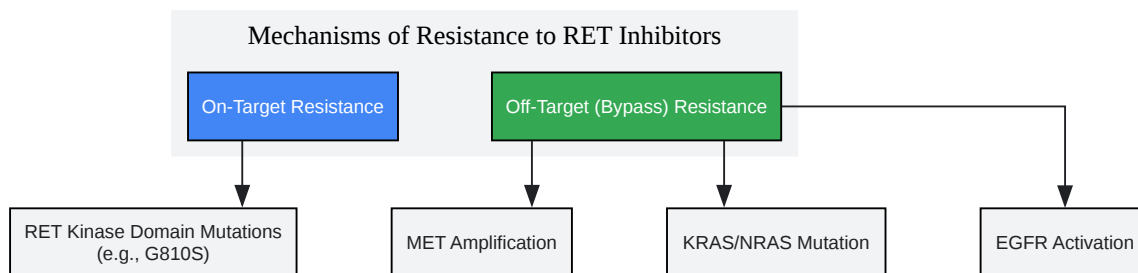 Mechanisms of Resistance to RET Inhibitors
On-Target Resistance
Off-Target (Bypass) Resistance
RET Kinase Domain Mutations
(e.g., G810S)
MET Amplification
KRAS/NRAS Mutation
EGFR Activation